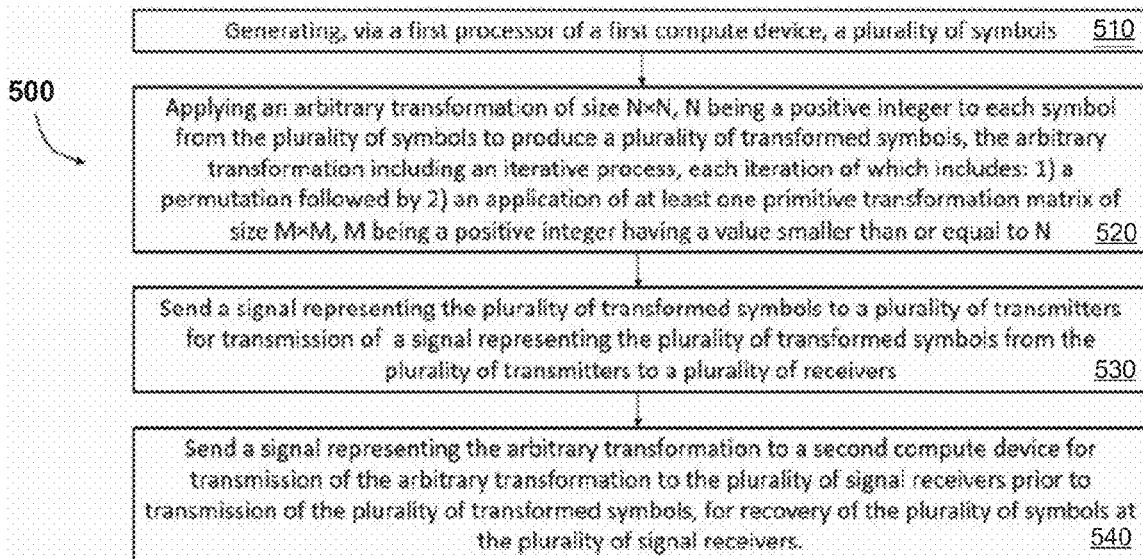 Generating, via a first processor of a first compute device, a plurality of symbols 510
500
Applying an arbitrary transformation of size N×N, N being a positive integer to each symbol
from the plurality of symbols to produce a plurality of transformed symbols, the arbitrary
transformation including an iterative process, each iteration of which includes: 1) a
permutation followed by 2) an application of at least one primitive transformation matrix of
size M×M, M being a positive integer having a value smaller than or equal to N 520
Send a signal representing the plurality of transformed symbols to a plurality of transmitters
for transmission of a signal representing the plurality of transformed symbols from the
plurality of transmitters to a plurality of receivers 530
Send a signal representing the arbitrary transformation to a second compute device for
transmission of the arbitrary transformation to the plurality of signal receivers prior to
transmission of the plurality of transformed symbols, for recovery of the plurality of symbols at
the plurality of signal receivers. 540